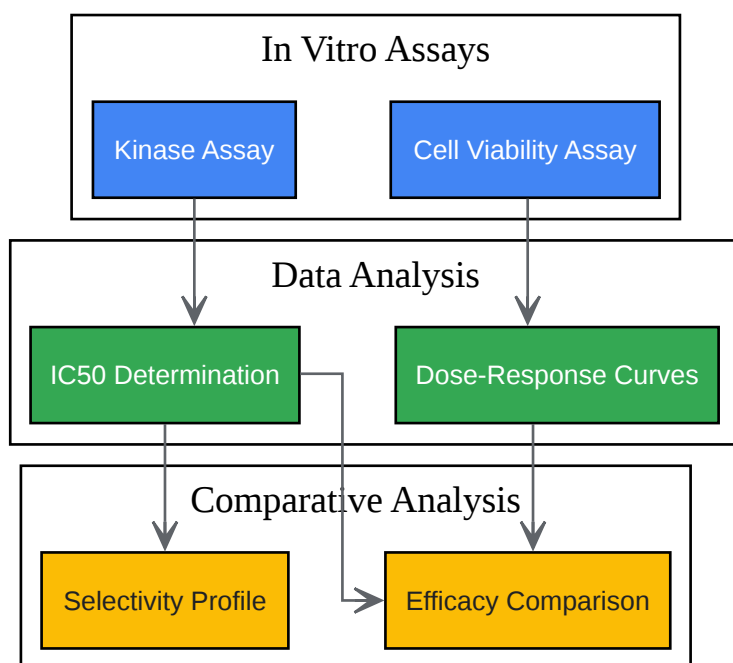 In Vitro Assays
Kinase Assay
Cell Viability Assay
Data Analysis
IC50 Determination
Dose-Response Curves
Comparative Analysis
Selectivity Profile
Efficacy Comparison